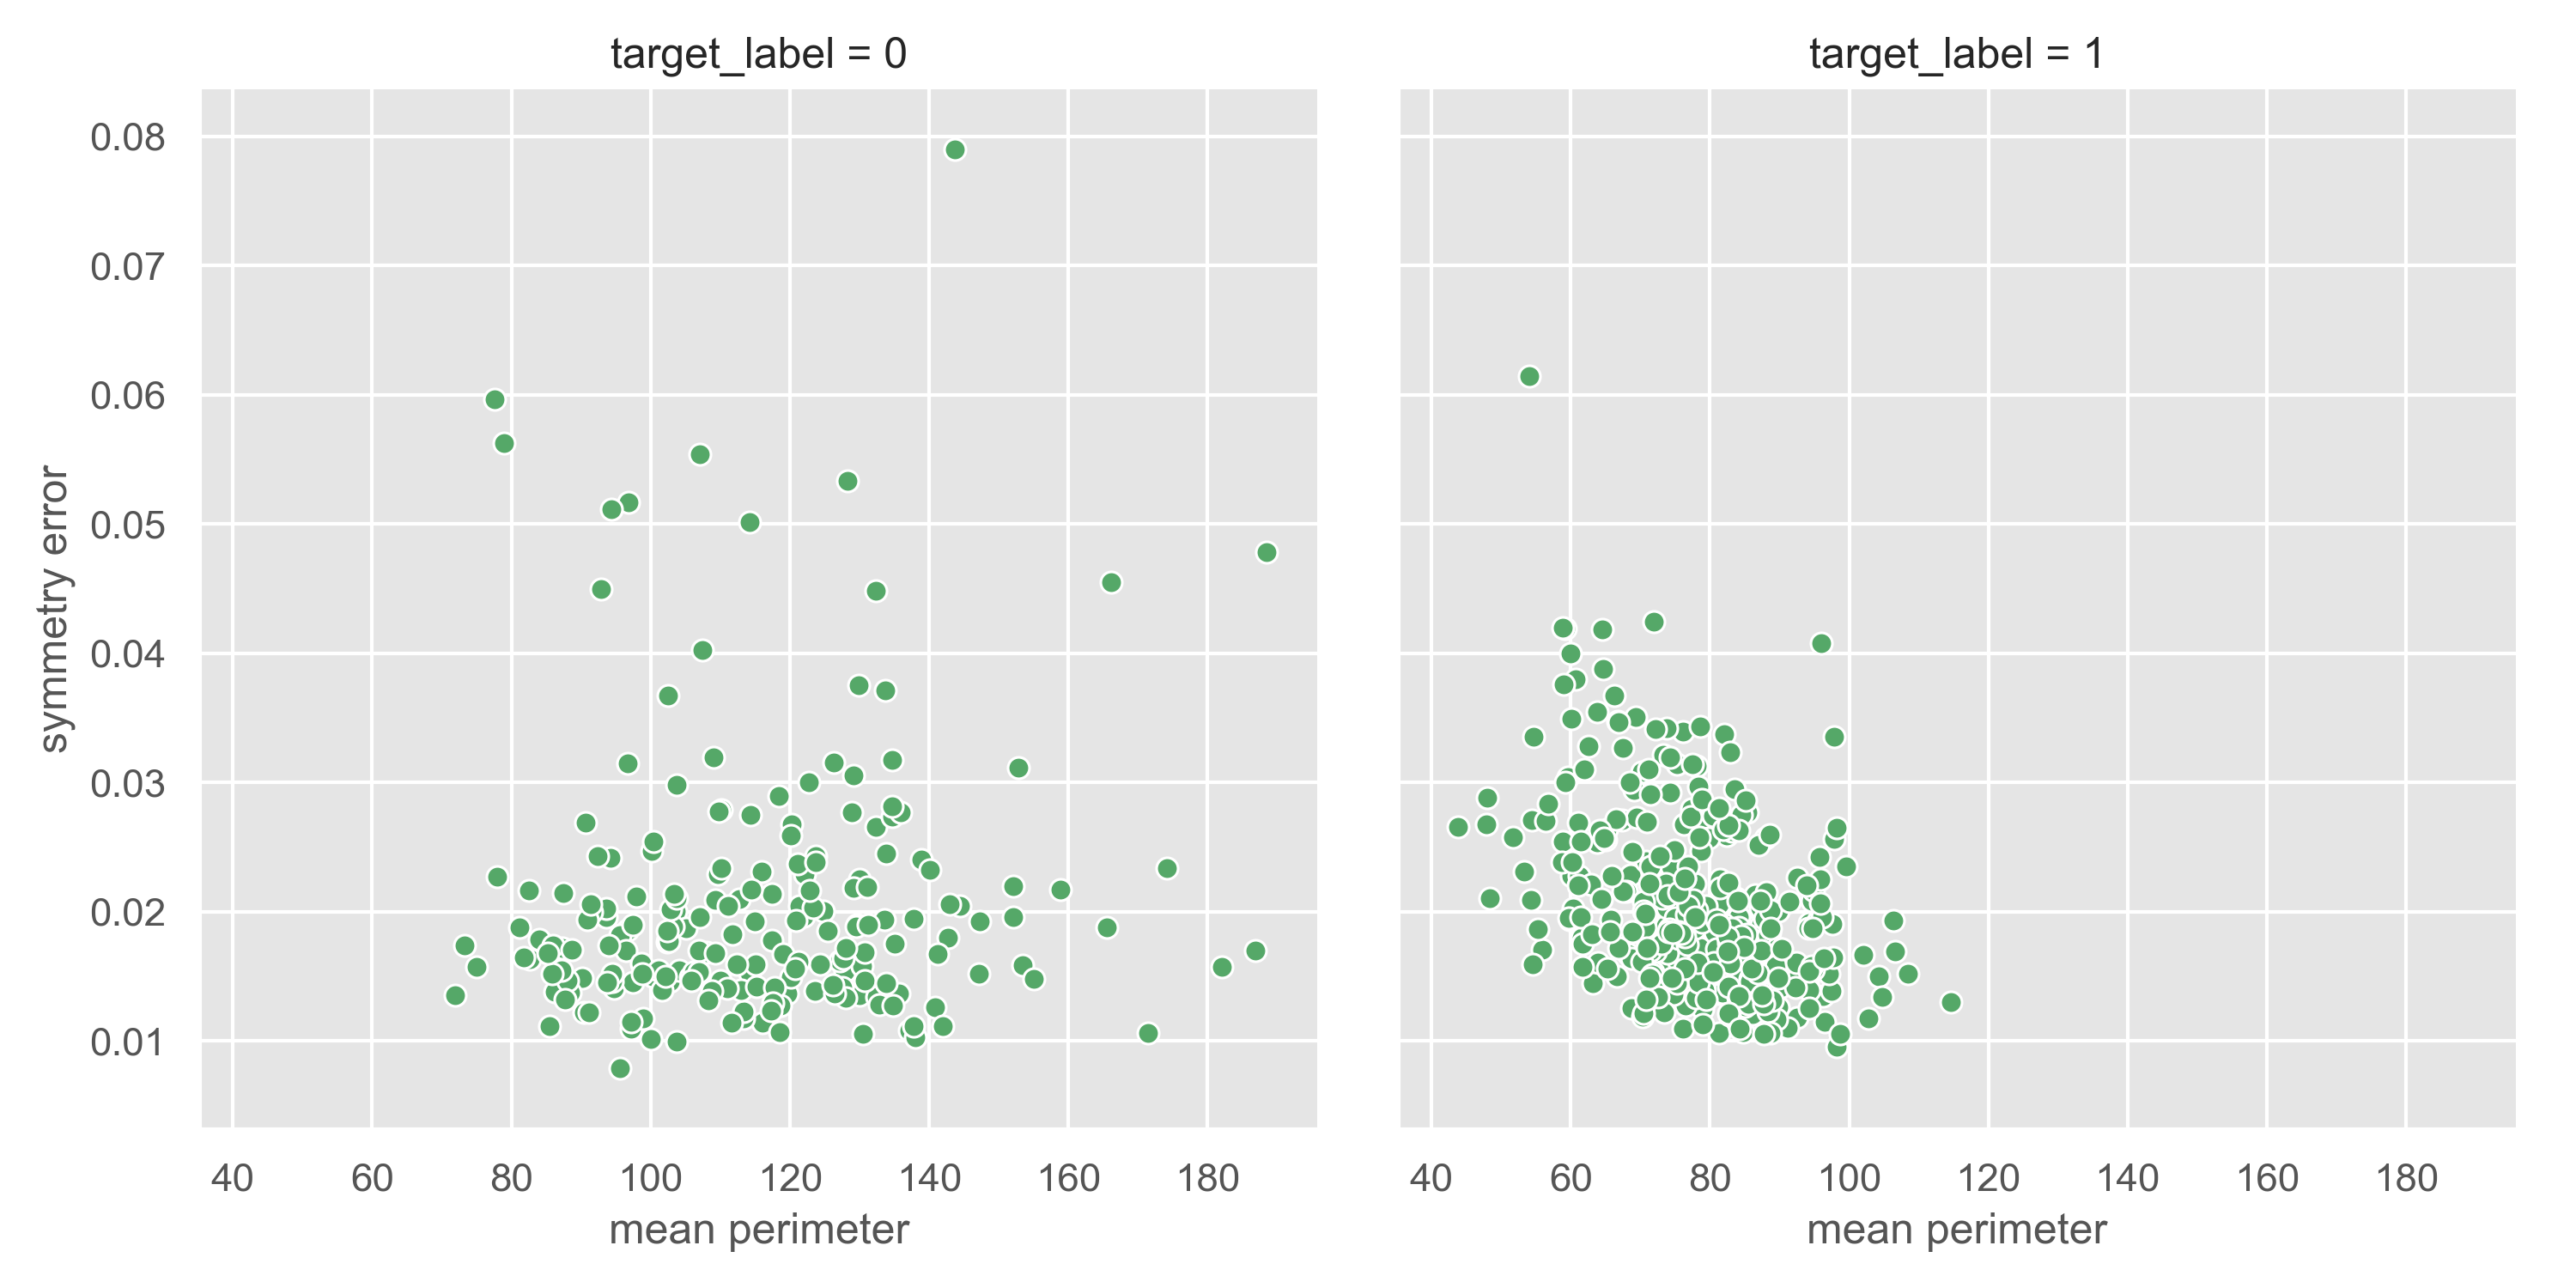 target_label = 0
target_label = 1
0.08
0.07
0.06
0.05
0.04
0.03
0.02
0.01
symmetry error
40 60 80 100 120 140 160 180
40 60 80 100 120 140 160 180
mean perimeter
mean perimeter